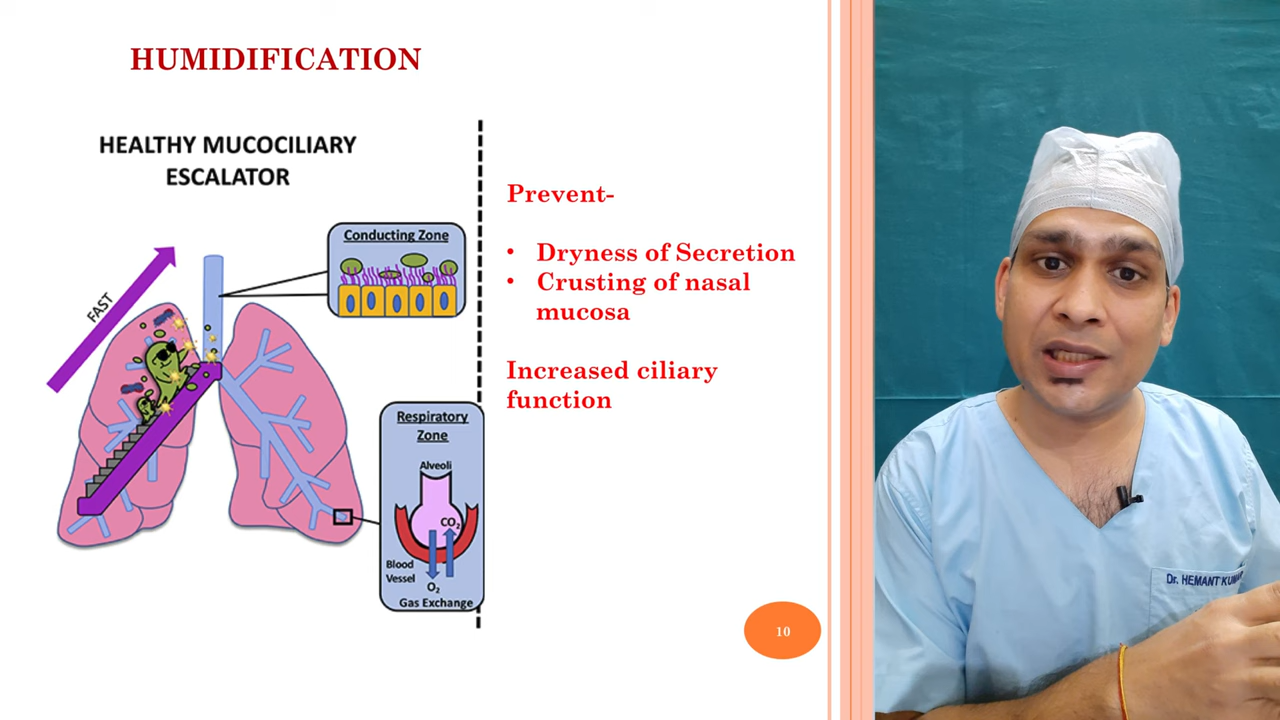 HUMIDIFICATION
HEALTHY MUCOCILIARY
ESCALATOR
FAST
Conducting Zone
Respiratory
Zone
Alveoli
CO₂
Blood
Vessel
O₂
Gas Exchange
Prevent-
• Dryness of Secretion
• Crusting of nasal
mucosa
Increased ciliary
function
10
Dr. HEMANT